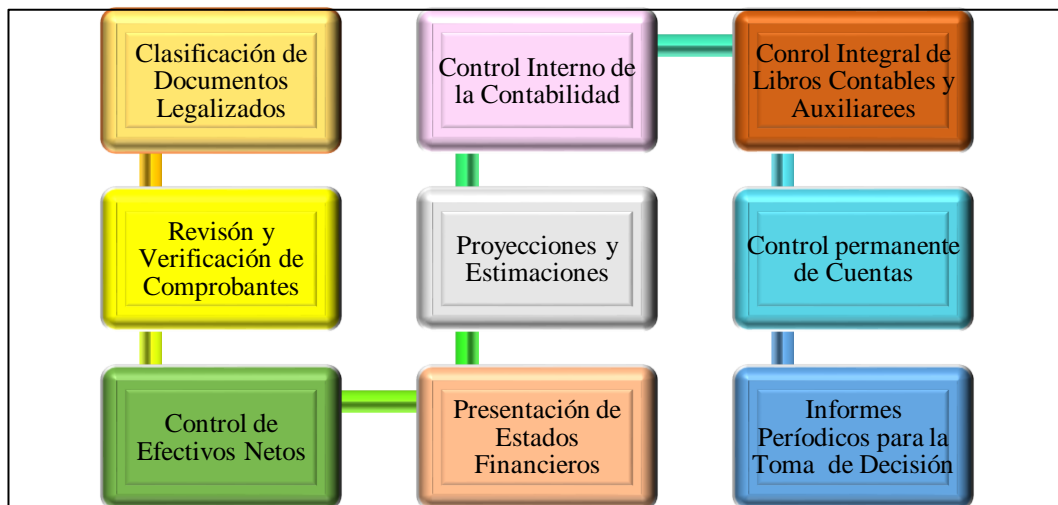 Clasificación de
Documentos
Legalizados
Revisón y
Verificación de
Comprobantes
Control de
Efectivos Netos
Presentación de
Estados
Financieros
Proyecciones y
Estimaciones
Control Interno de
la Contabilidad
Conrol Integral de
Libros Contables y
Auxiliarees
Control permanente
de Cuentas
Informes
Períodicos para la
Toma de Decisión